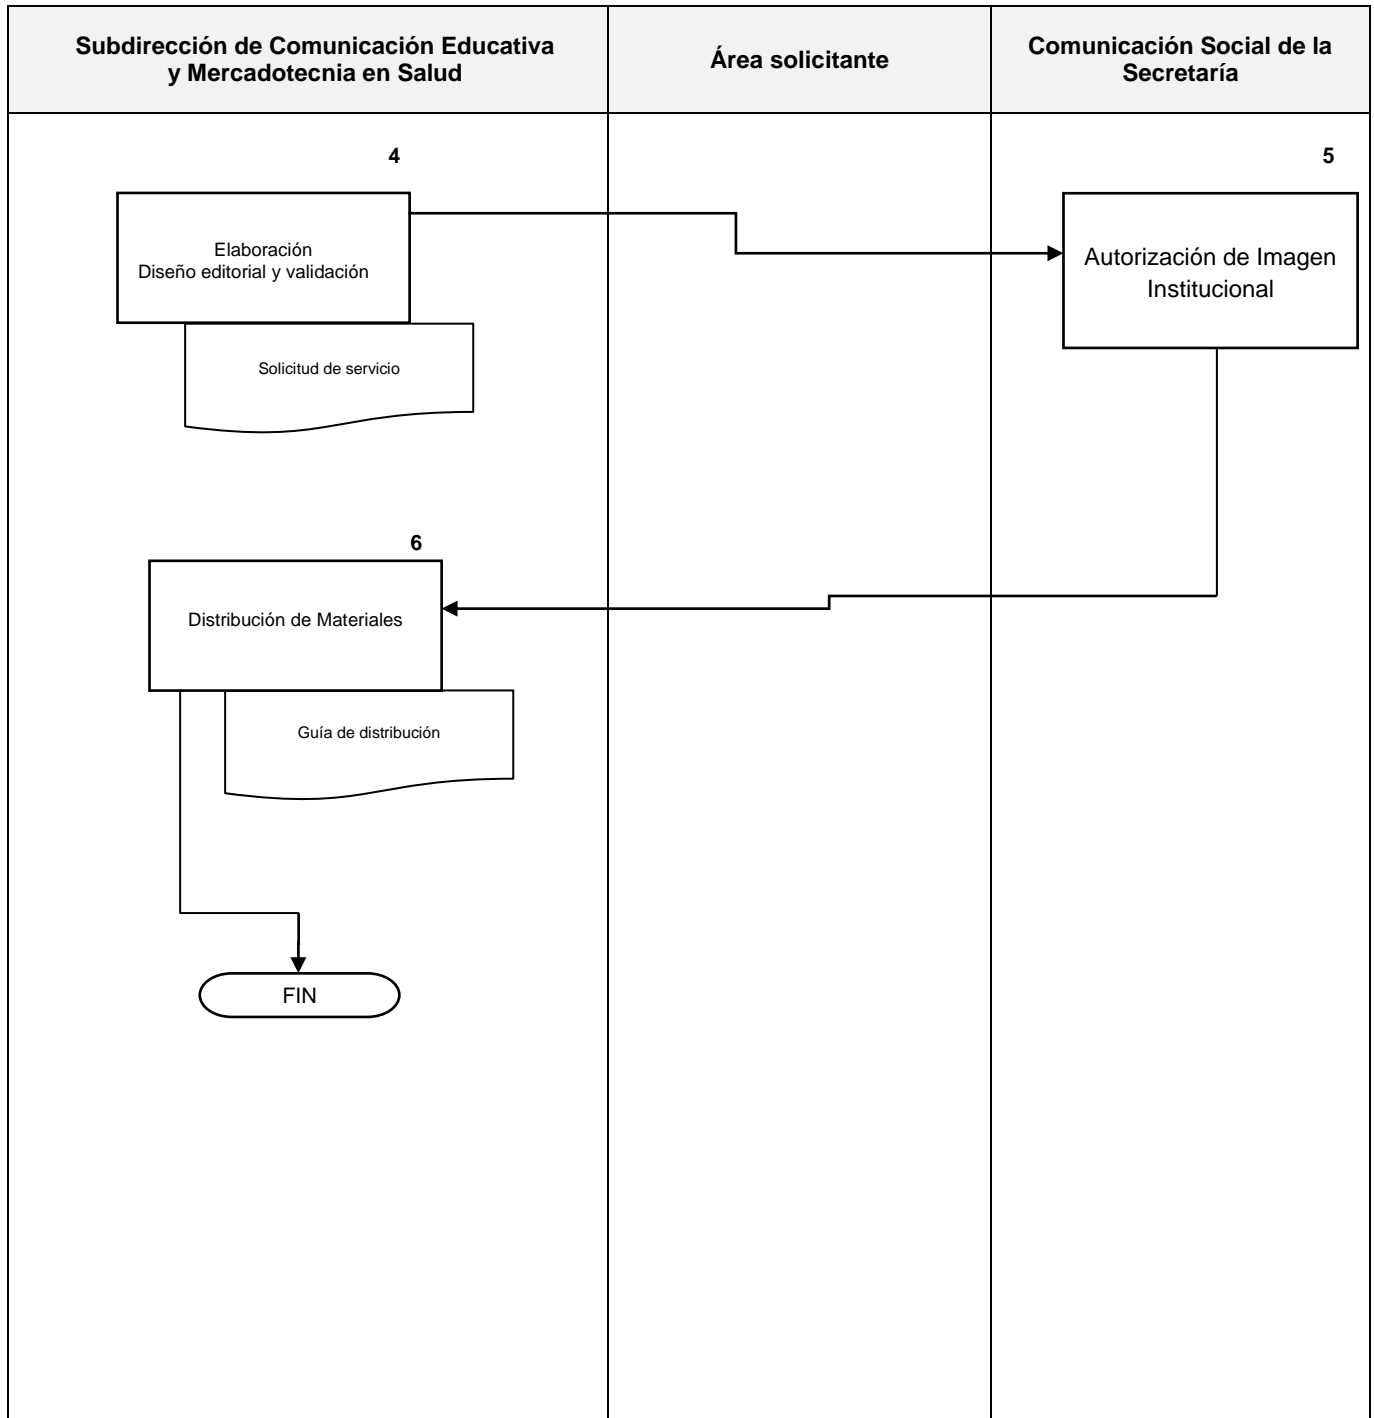 Subdirección de Comunicación Educativa
y Mercadotecnia en Salud
Área solicitante
Comunicación Social de la
Secretaría
4
5
Elaboración
Diseño editorial y validación
Autorización de Imagen
Institucional
Solicitud de servicio
6
Distribución de Materiales
Guía de distribución
FIN